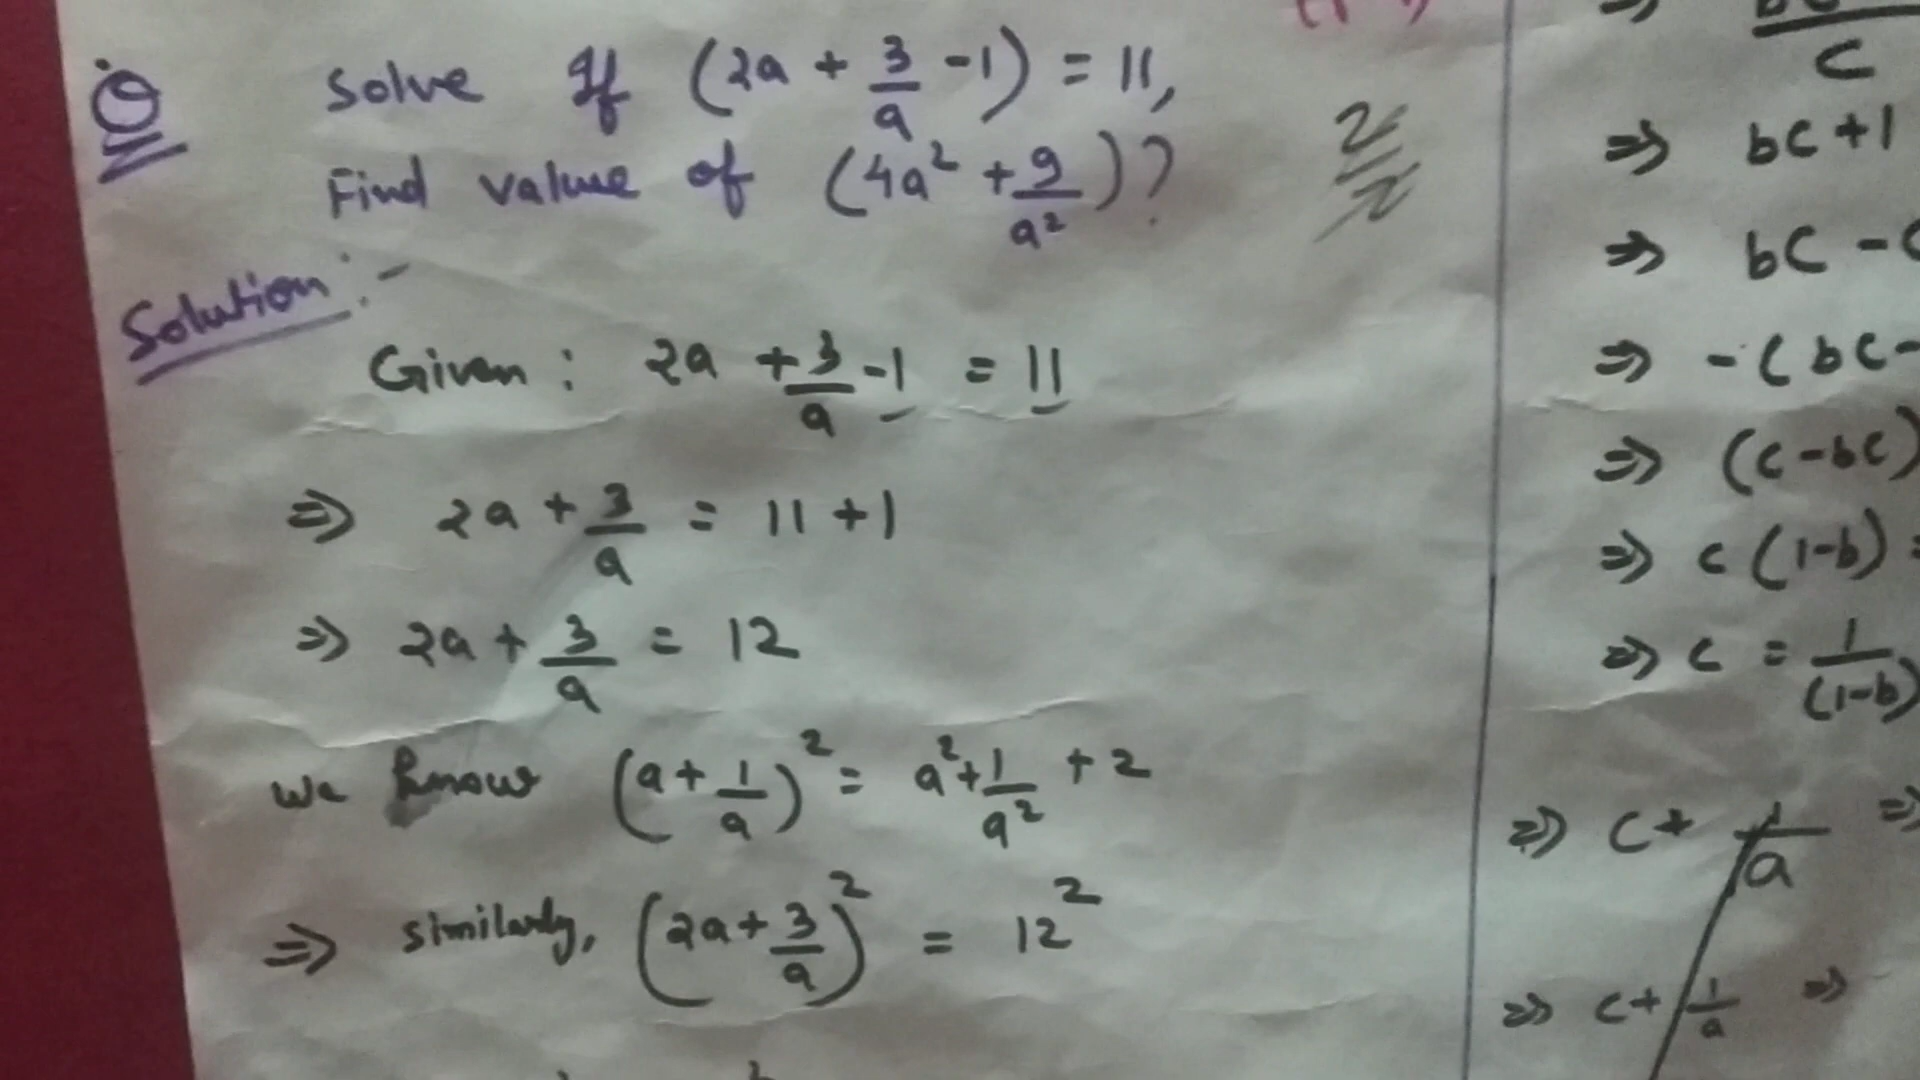 Q
Solve If (2a + 3/a - 1) = 11,
Find value of (4a² + 9/a²)?
Solution :-
Given : 2a + 3/a - 1 = 11
⇒ 2a + 3/a = 11 + 1
⇒ 2a + 3/a = 12
we know (a + 1/a)² = a² + 1/a² + 2
⇒ similarly, (2a + 3/a)² = 12²
⇒ bc + 1
⇒ bc -
⇒ -( bc -
⇒ (c - bc)
⇒ c (1-b) =
⇒ c = 1/(1-b)
⇒ c + 1/a ⇒
⇒ c + 1/a ⇒